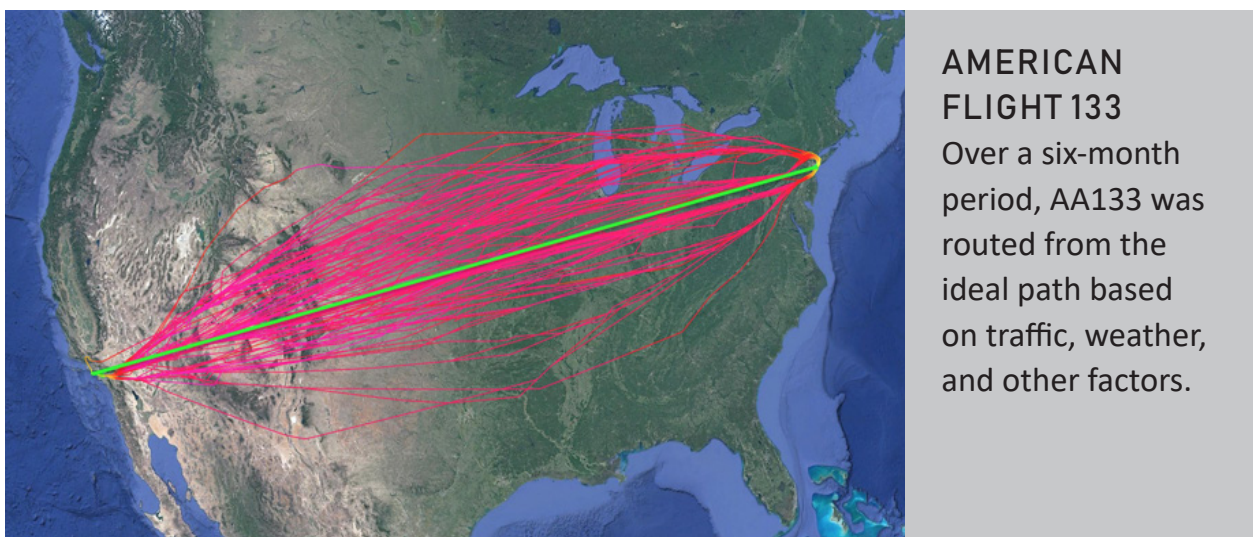 AMERICAN
FLIGHT 133
Over a six-month
period, AA133 was
routed from the
ideal path based
on traffic, weather,
and other factors.